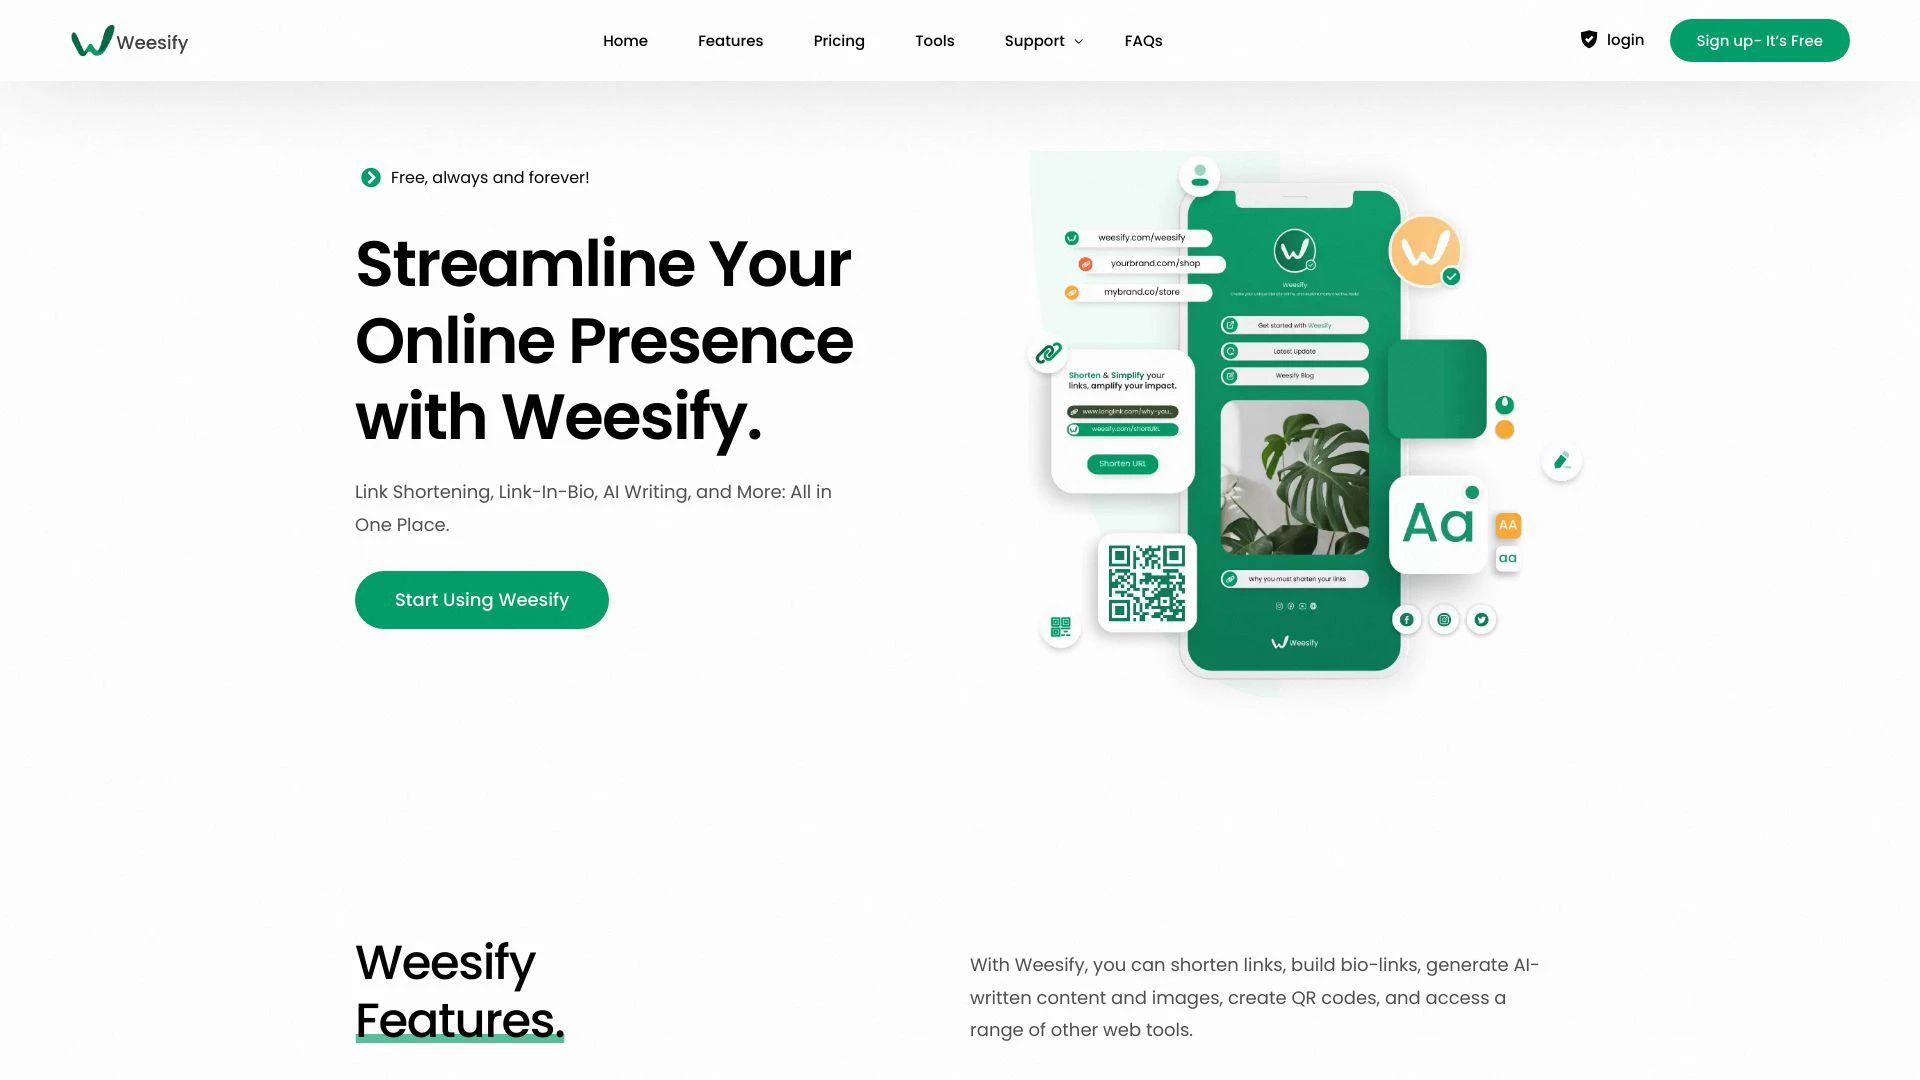 Weesify
Home
Features
Pricing
Tools
Support
FAQs
login
Sign up- It's Free
Free, always and forever!
Streamline Your
Online Presence
with Weesify.
Link Shortening, Link-In-Bio, AI Writing, and More: All in
One Place.
Start Using Weesify
weesify.com/weesify
yourbrand.com/shop
mybrand.co/store
Weesify
Get started with Weesify
Latest Update
Weesify Blog
Shorten & Simplify your
links, amplify your impact.
www.longlink.com/why-you...
weesify.com/shortURL
Shorten URL
Aa
AA
aa
Why you must shorten your links
Weesify
Weesify
Features.
With Weesify, you can shorten links, build bio-links, generate AI-
written content and images, create QR codes, and access a
range of other web tools.